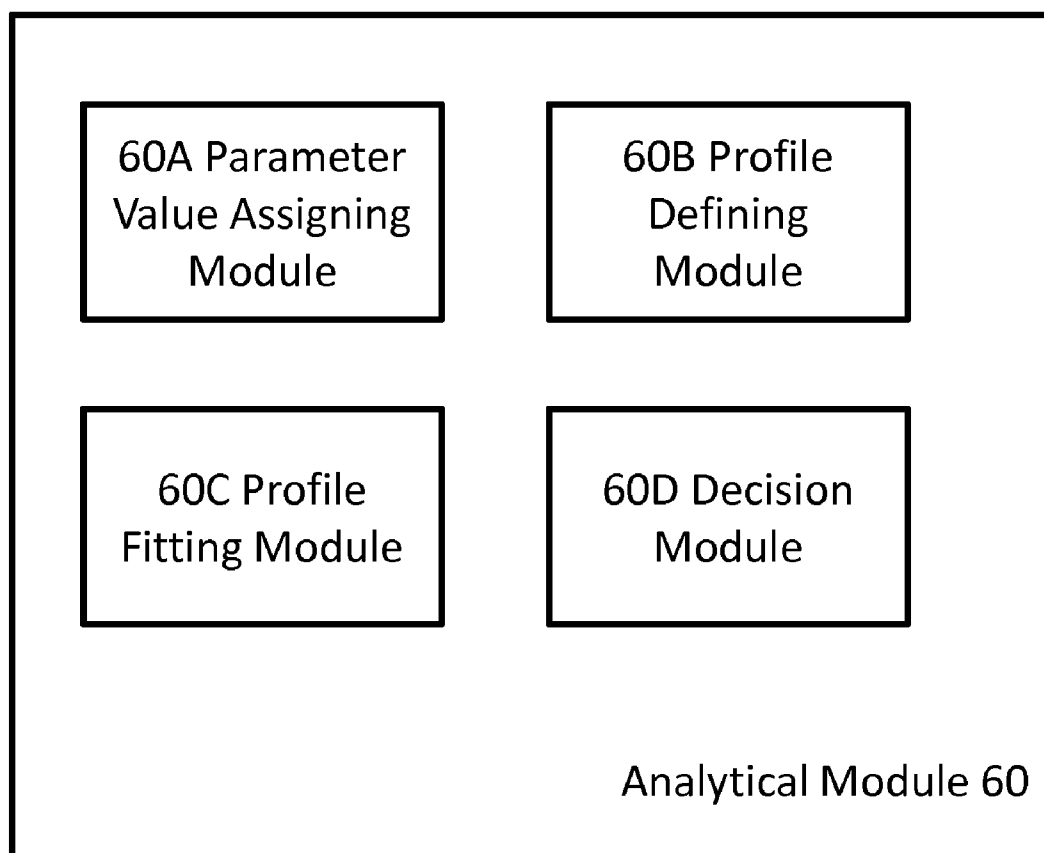 60A Parameter
Value Assigning
Module
60B Profile
Defining
Module
60C Profile
Fitting Module
60D Decision
Module
Analytical Module 60